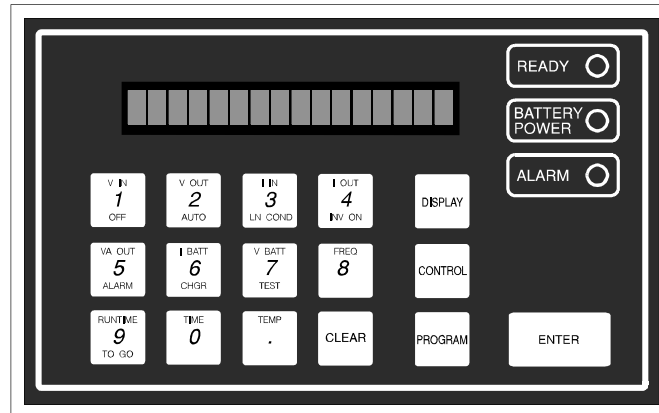 READY
BATTERY
POWER
ALARM
V IN
1
OFF
V OUT
2
AUTO
I IN
3
LN COND
I OUT
4
INV ON
DISPLAY
VA OUT
5
ALARM
I BATT
6
CHGR
V BATT
7
TEST
FREQ
8
CONTROL
RUNTIME
9
TO GO
TIME
0
TEMP
.
CLEAR
PROGRAM
ENTER